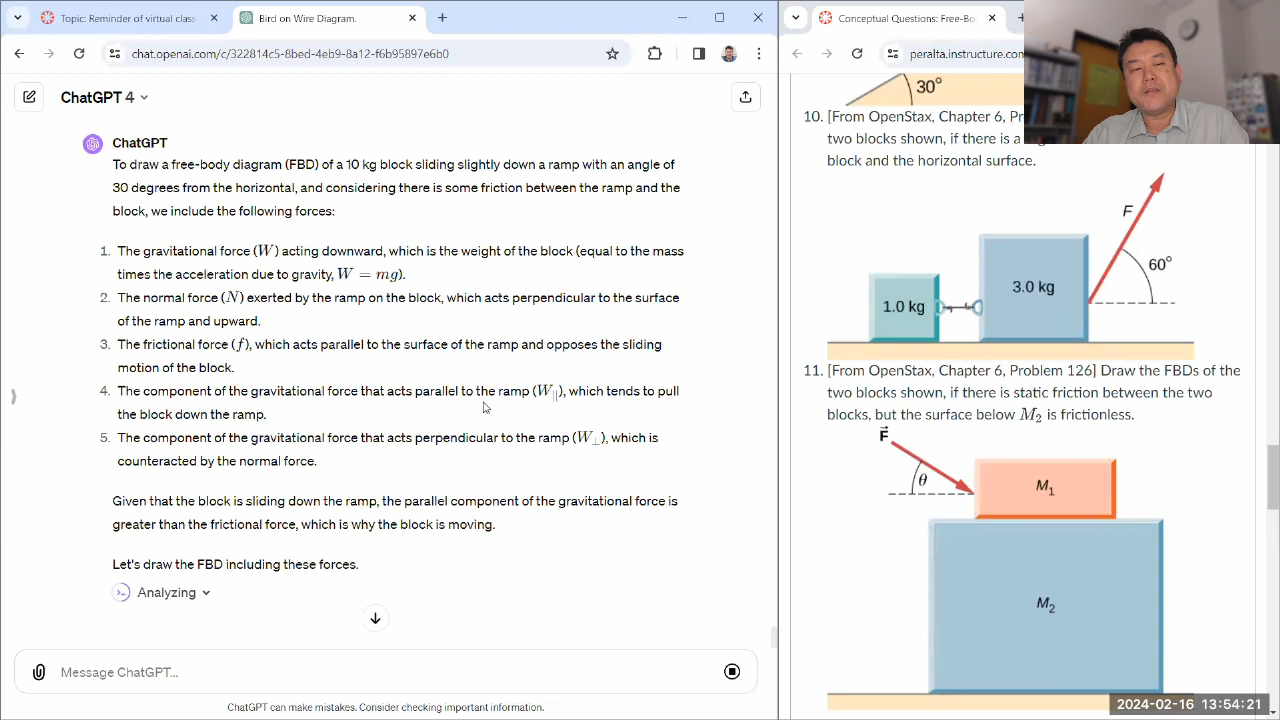 Topic: Reminder of virtual class
Bird on Wire Diagram.
chat.openai.com/c/322814c5-8bed-4eb9-8a12-f6b95897e6b0
ChatGPT 4
ChatGPT
To draw a free-body diagram (FBD) of a 10 kg block sliding slightly down a ramp with an angle of
30 degrees from the horizontal, and considering there is some friction between the ramp and the
block, we include the following forces:
1. The gravitational force (W) acting downward, which is the weight of the block (equal to the mass
times the acceleration due to gravity, W = mg).
2. The normal force (N) exerted by the ramp on the block, which acts perpendicular to the surface
of the ramp and upward.
3. The frictional force (f), which acts parallel to the surface of the ramp and opposes the sliding
motion of the block.
4. The component of the gravitational force that acts parallel to the ramp (W||), which tends to pull
the block down the ramp.
5. The component of the gravitational force that acts perpendicular to the ramp (W⊥), which is
counteracted by the normal force.
Given that the block is sliding down the ramp, the parallel component of the gravitational force is
greater than the frictional force, which is why the block is moving.
Let's draw the FBD including these forces.
Analyzing
Message ChatGPT...
ChatGPT can make mistakes. Consider checking important information.
Conceptual Questions: Free-Bo
peralta.instructure.com
30°
10. [From OpenStax, Chapter 6, Pr
two blocks shown, if there is a
block and the horizontal surface.
F
60°
1.0 kg
3.0 kg
11. [From OpenStax, Chapter 6, Problem 126] Draw the FBDs of the
two blocks shown, if there is static friction between the two
blocks, but the surface below M₂ is frictionless.
F
θ
M₁
M₂
2024-02-16 13:54:21